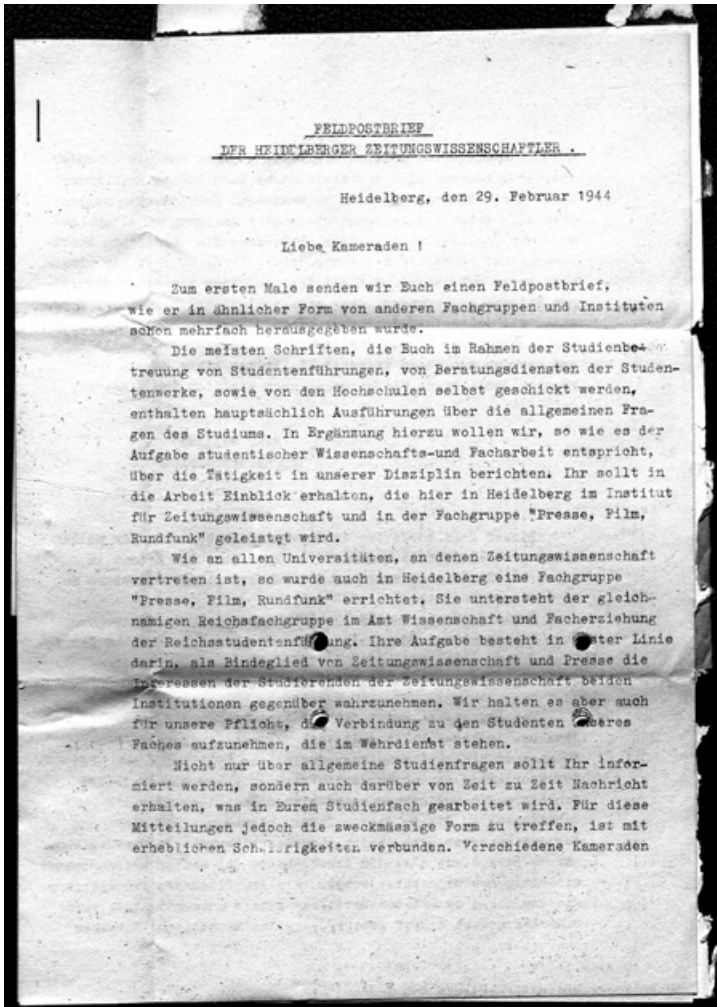 FELDPOSTBRIEF
DER HEIDELBERGER ZEITUNGSWISSENSCHAFTLER .
Heidelberg, den 29. Februar 1944
Liebe Kameraden !
Zum ersten Male senden wir Euch einen Feldpostbrief,
wie er in ähnlicher Form von anderen Fachgruppen und Instituten
schon mehrfach herausgegeben wurde.
Die meisten Schriften, die Euch im Rahmen der Studienbe-
treuung von Studentenführungen, von Beratungsdiensten der Studen-
tenwerke, sowie von den Hochschulen selbst geschickt werden,
enthalten hauptsächlich Ausführungen über die allgemeinen Fra-
gen des Studiums. In Ergänzung hierzu wollen wir, so wie es der
Aufgabe studentischer Wissenschafts-und Facharbeit entspricht,
über die Tätigkeit in unserer Disziplin berichten. Ihr sollt in
die Arbeit Einblick erhalten, die hier in Heidelberg im Institut
für Zeitungswissenschaft und in der Fachgruppe "Presse, Film,
Rundfunk" geleistet wird.
Wie an allen Universitäten, an denen Zeitungswissenschaft
vertreten ist, so wurde auch in Heidelberg eine Fachgruppe
"Presse, Film, Rundfunk" errichtet. Sie untersteht der gleich-
namigen Reichsfachgruppe im Amt Wissenschaft und Facherziehung
der Reichsstudentenführung. Ihre Aufgabe besteht in erster Linie
darin, als Bindeglied von Zeitungswissenschaft und Presse die
Interessen der Studierenden der Zeitungswissenschaft beiden
Institutionen gegenüber wahrzunehmen. Wir halten es aber auch
für unsere Pflicht, die Verbindung zu den Studenten unseres
Faches aufzunehmen, die im Wehrdienst stehen.
Nicht nur über allgemeine Studienfragen sollt Ihr infor-
miert werden, sondern auch darüber von Zeit zu Zeit Nachricht
erhalten, was in Eurem Studienfach gearbeitet wird. Für diese
Mitteilungen jedoch die zweckmässige Form zu treffen, ist mit
erheblichen Schwierigkeiten verbunden. Verschiedene Kameraden